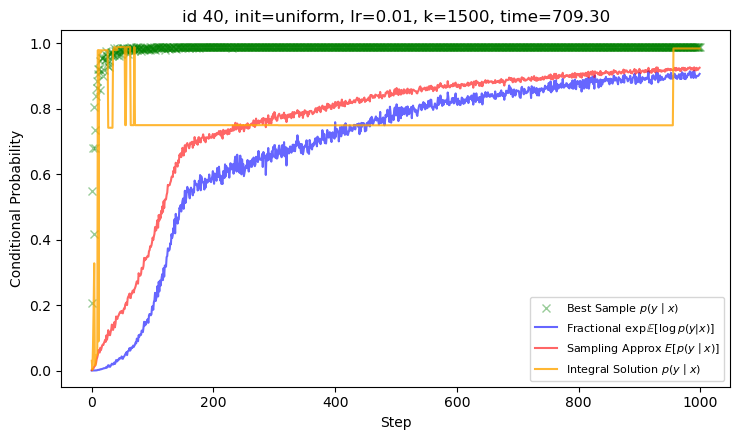 id 40, init=uniform, lr=0.01, k=1500, time=709.30
Conditional Probability
1.0
0.8
0.6
0.4
0.2
0.0
0
200
400
600
800
1000
Step
Best Sample p(y | x)
Fractional exp𝔼[log p(y|x)]
Sampling Approx E[p(y | x)]
Integral Solution p(y | x)